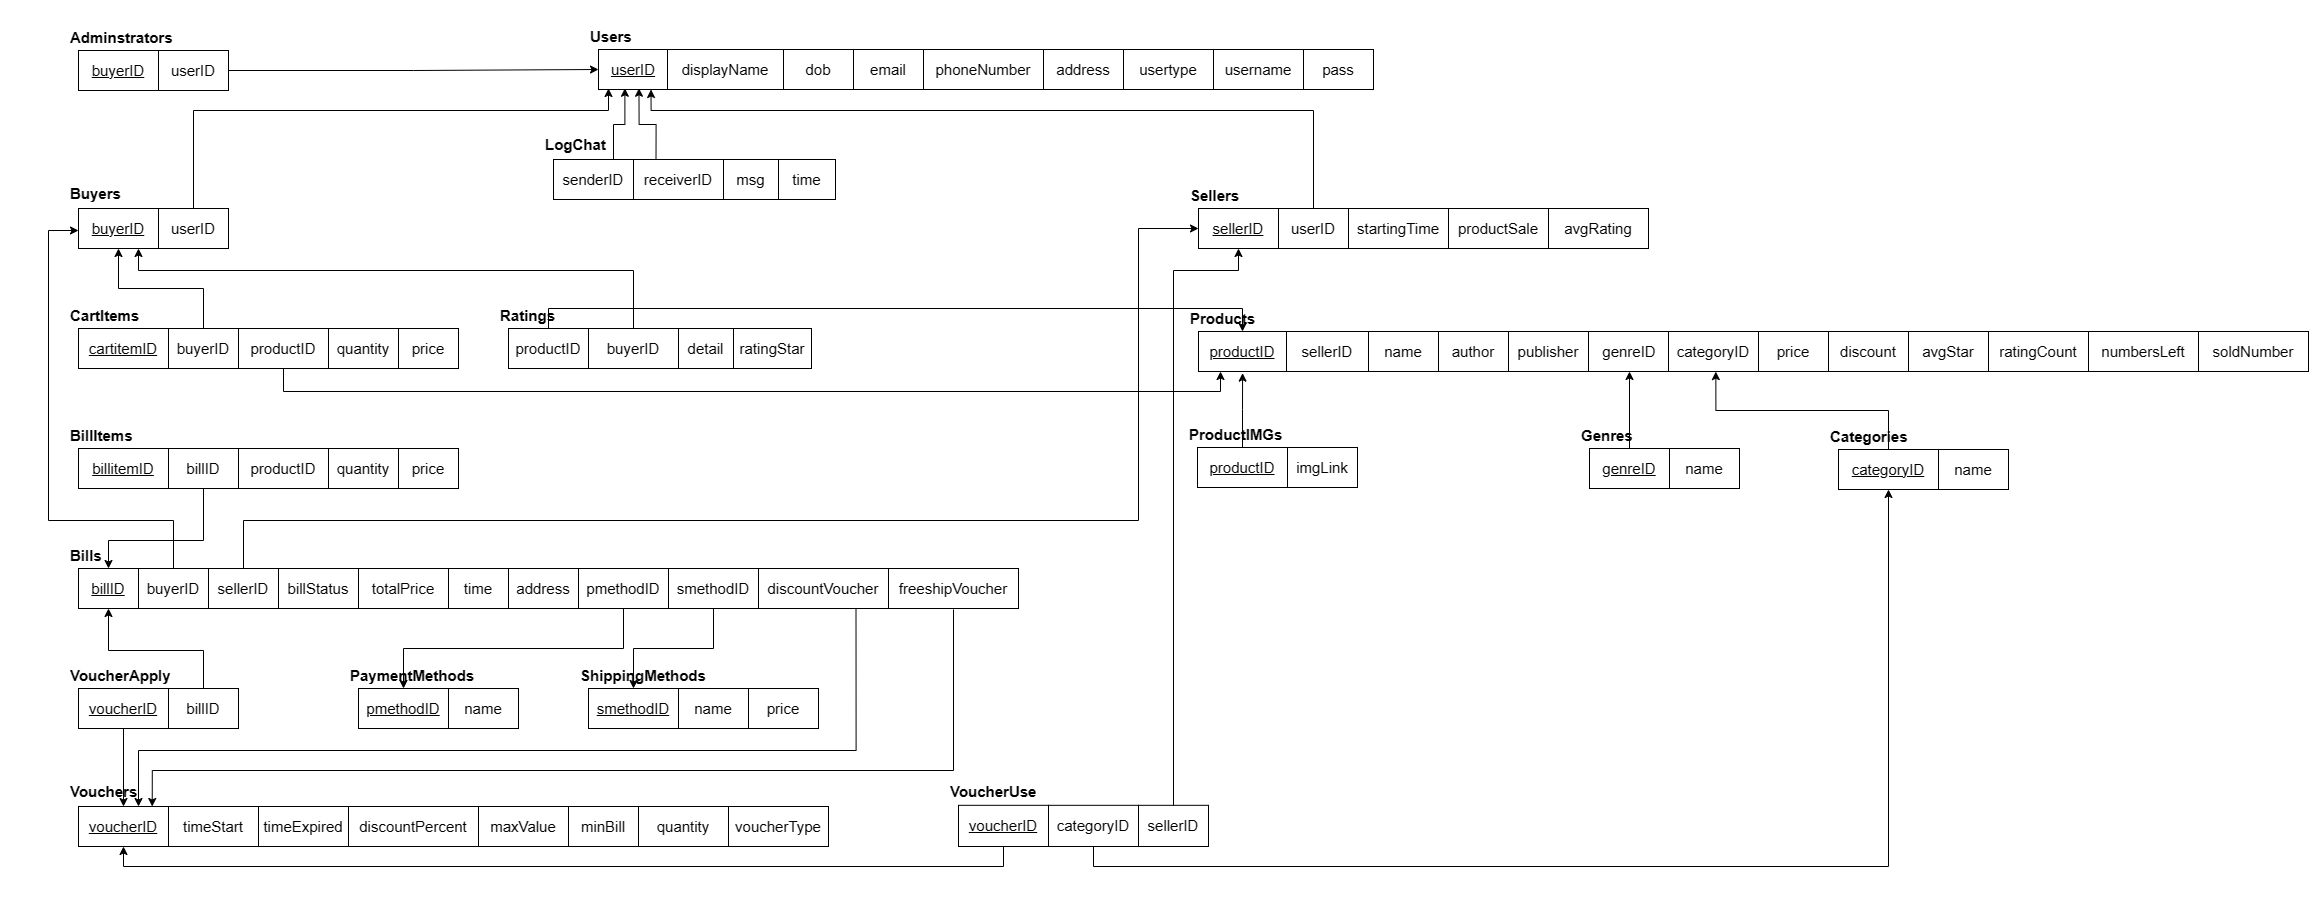 Adminstrators
buyerID userID
Users
userID displayName dob email phoneNumber address usertype username pass
LogChat
senderID receiverID msg time
Buyers
buyerID userID
Sellers
sellerID userID startingTime productSale avgRating
CartItems
cartitemID buyerID productID quantity price
Ratings
productID buyerID detail ratingStar
Products
productID sellerID name author publisher genreID categoryID price discount avgStar ratingCount numbersLeft soldNumber
BillItems
billitemID billID productID quantity price
ProductIMGs
productID imgLink
Genres
genreID name
Categories
categoryID name
Bills
billID buyerID sellerID billStatus totalPrice time address pmethodID smethodID discountVoucher freeshipVoucher
VoucherApply
voucherID billID
PaymentMethods
pmethodID name
ShippingMethods
smethodID name price
Vouchers
voucherID timeStart timeExpired discountPercent maxValue minBill quantity voucherType
VoucherUse
voucherID categoryID sellerID